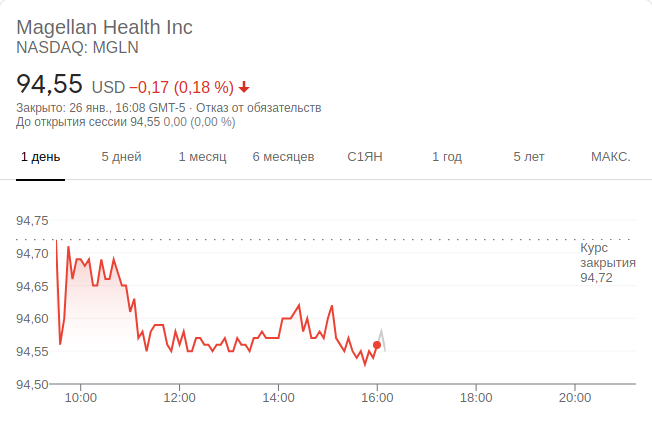 Magellan Health Inc
NASDAQ: MGLN
94,55 USD −0,17 (0,18 %)
Закрыто: 26 янв., 16:08 GMT-5 · Отказ от обязательств
До открытия сессии 94,55 0,00 (0,00 %)
1 день 5 дней 1 месяц 6 месяцев С1ЯН 1 год 5 лет МАКС.
94,75
94,70
94,65
94,60
94,55
94,50
Курс
закрытия
94,72
10:00 12:00 14:00 16:00 18:00 20:00